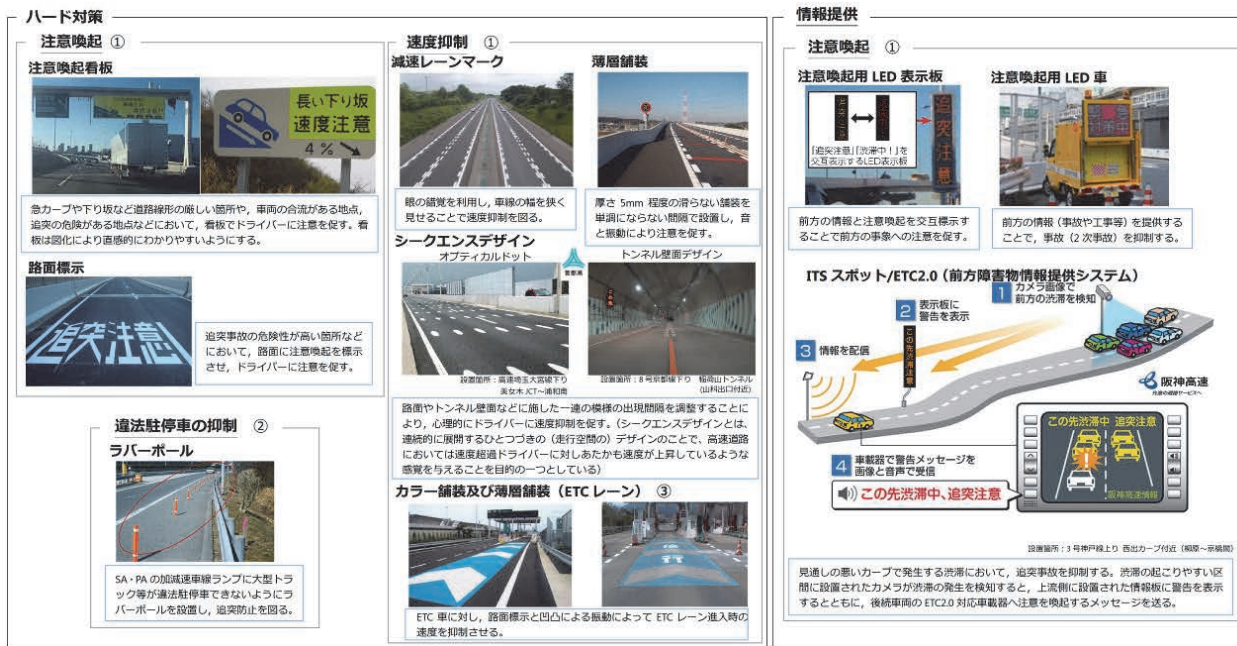 ハード対策
注意喚起 ①
注意喚起看板
長い下り坂
速度注意
4%
急カーブや下り坂など道路線形の厳しい箇所や，車両の合流がある地点，
追突の危険がある地点などにおいて，看板でドライバーに注意を促す。看
板は図化により直感的にわかりやすいようにする。
路面標示
追突注意
追突事故の危険性が高い箇所など
において，路面に注意喚起を標示
させ，ドライバーに注意を促す。
違法駐停車の抑制 ②
ラバーポール
SA・PA の加減速車線ランプに大型トラ
ック等が違法駐停車できないようにラ
バーポールを設置し，追突防止を図る。
速度抑制 ①
減速レーンマーク
眼の錯覚を利用し，車線の幅を狭く
見せることで速度抑制を図る。
薄層舗装
厚さ 5mm 程度の滑らない舗装を
単調にならない間隔で設置し，音
と振動により注意を促す。
シークエンスデザイン
オプティカルドット
首都高
トンネル壁面デザイン
設置箇所：高速埼玉大宮線下り
美女木 JCT～浦和南
設置箇所：8号京都線下り 稲荷山トンネル
(山科出口付近)
路面やトンネル壁面などに施した一連の模様の出現間隔を調整することに
より，心理的にドライバーに速度抑制を促す。（シークエンスデザインとは，
連続的に展開するひとつづきの（走行空間の）デザインのことで、高速道路
においては速度超過ドライバーに対しあたかも速度が上昇しているような
感覚を与えることを目的の一つとしている）
カラー舗装及び薄層舗装（ETC レーン） ③
ETC 車に対し，路面標示と凹凸による振動によって ETC レーン進入時の
速度を抑制させる。
情報提供
注意喚起 ①
注意喚起用 LED 表示板
「追突注意」「渋滞中！」を
交互表示するLED表示板
追突注意
前方の情報と注意喚起を交互標示す
ることで前方の事象への注意を促す。
注意喚起用 LED 車
前方の情報（事故や工事等）を提供する
ことで，事故（2 次事故）を抑制する。
ITS スポット/ETC2.0（前方障害物情報提供システム）
1 カメラ画像で
前方の渋滞を検知
2 表示板に
警告を表示
この先渋滞注意
3 情報を配信
阪神高速
4 車載器で警告メッセージを
画像と音声で受信
この先渋滞中、追突注意
この先渋滞中 追突注意
阪神高速情報
設置箇所：3 号神戸線上り 西出カーブ付近（柳原～京橋間）
見通しの悪いカーブで発生する渋滞において，追突事故を抑制する。渋滞の起こりやすい区
間に設置されたカメラが渋滞の発生を検知すると，上流側に設置された情報板に警告を表示
するとともに，後続車両の ETC2.0 対応車載器へ注意を喚起するメッセージを送る。